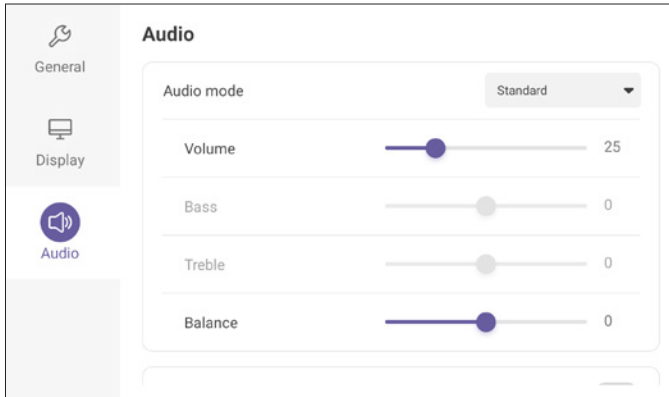 General
Display
Audio
Audio
Audio mode Standard
Volume 25
Bass 0
Treble 0
Balance 0